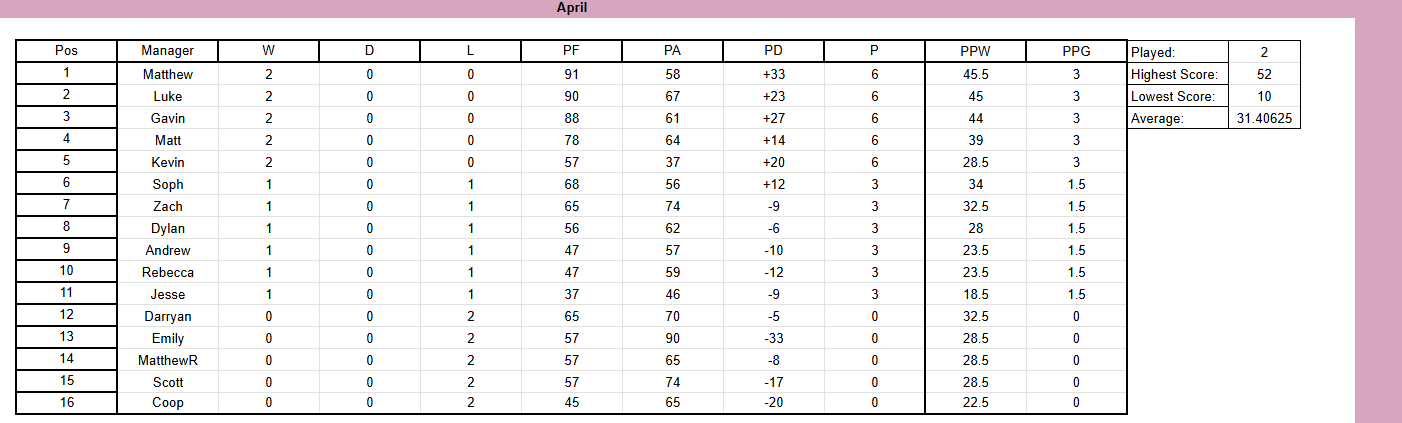 April
Pos Manager W D L PF PA PD P PPW PPG Played: 2
1 Matthew 2 0 0 91 58 +33 6 45.5 3 Highest Score: 52
2 Luke 2 0 0 90 67 +23 6 45 3 Lowest Score: 10
3 Gavin 2 0 0 88 61 +27 6 44 3 Average: 31.40625
4 Matt 2 0 0 78 64 +14 6 39 3
5 Kevin 2 0 0 57 37 +20 6 28.5 3
6 Soph 1 0 1 68 56 +12 3 34 1.5
7 Zach 1 0 1 65 74 -9 3 32.5 1.5
8 Dylan 1 0 1 56 62 -6 3 28 1.5
9 Andrew 1 0 1 47 57 -10 3 23.5 1.5
10 Rebecca 1 0 1 47 59 -12 3 23.5 1.5
11 Jesse 1 0 1 37 46 -9 3 18.5 1.5
12 Darryan 0 0 2 65 70 -5 0 32.5 0
13 Emily 0 0 2 57 90 -33 0 28.5 0
14 MatthewR 0 0 2 57 65 -8 0 28.5 0
15 Scott 0 0 2 57 74 -17 0 28.5 0
16 Coop 0 0 2 45 65 -20 0 22.5 0